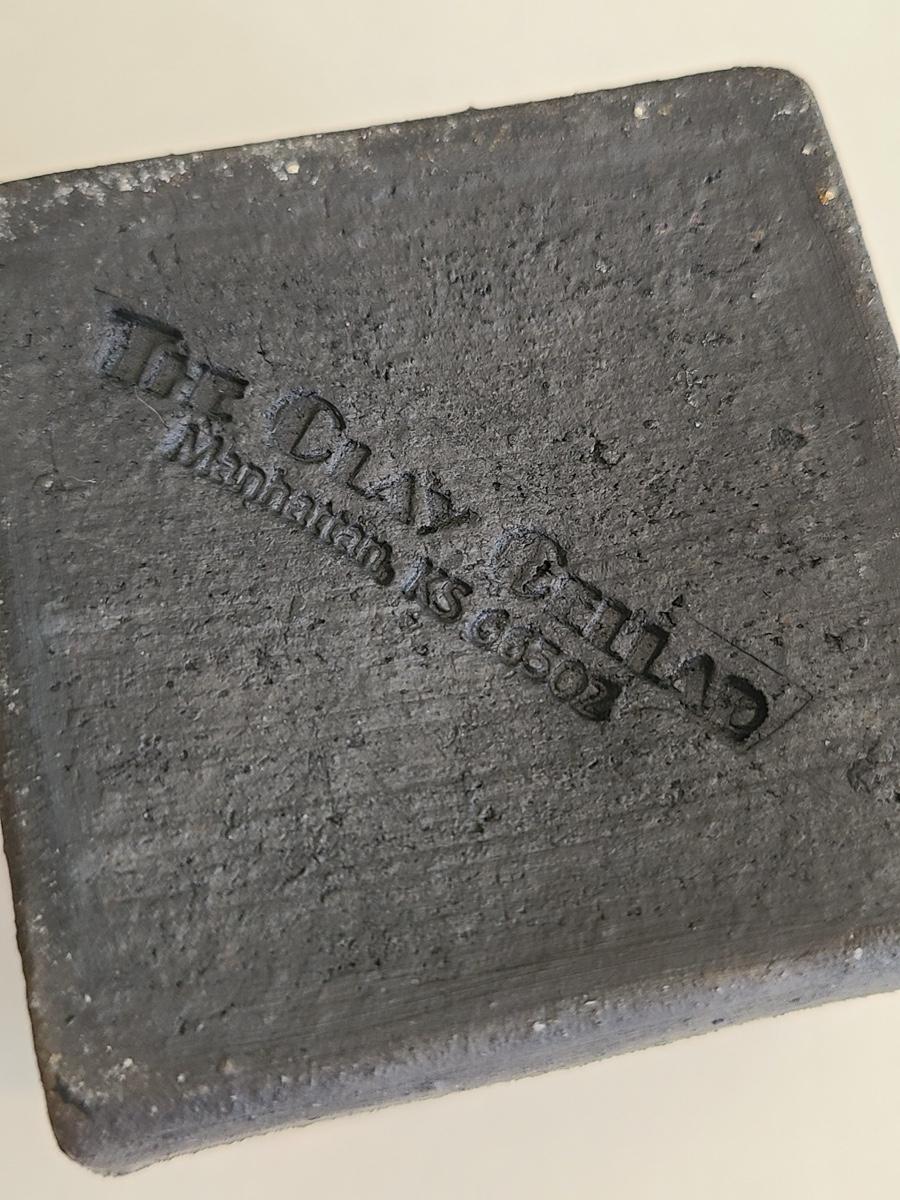 THE CLAY CELLAR
Manhattan, KS 66502